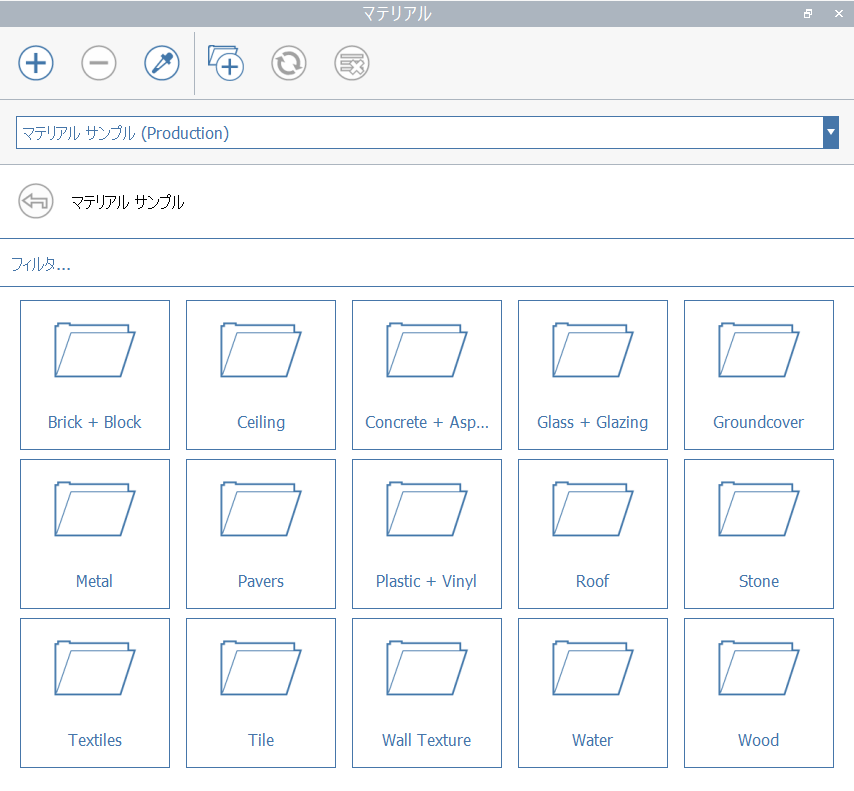 マテリアル
マテリアル サンプル (Production)
マテリアル サンプル
フィルタ...
Brick + Block
Ceiling
Concrete + Asp...
Glass + Glazing
Groundcover
Metal
Pavers
Plastic + Vinyl
Roof
Stone
Textiles
Tile
Wall Texture
Water
Wood